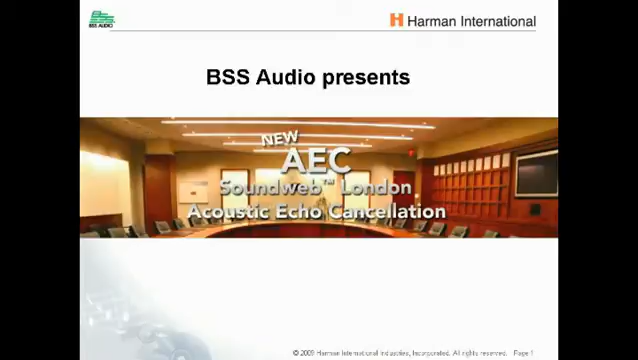 BSS AUDIO
Harman International
BSS Audio presents
NEW
AEC
Soundweb™ London
Acoustic Echo Cancellation
© 2009 Harman International Industries, Incorporated. All rights reserved. Page 1